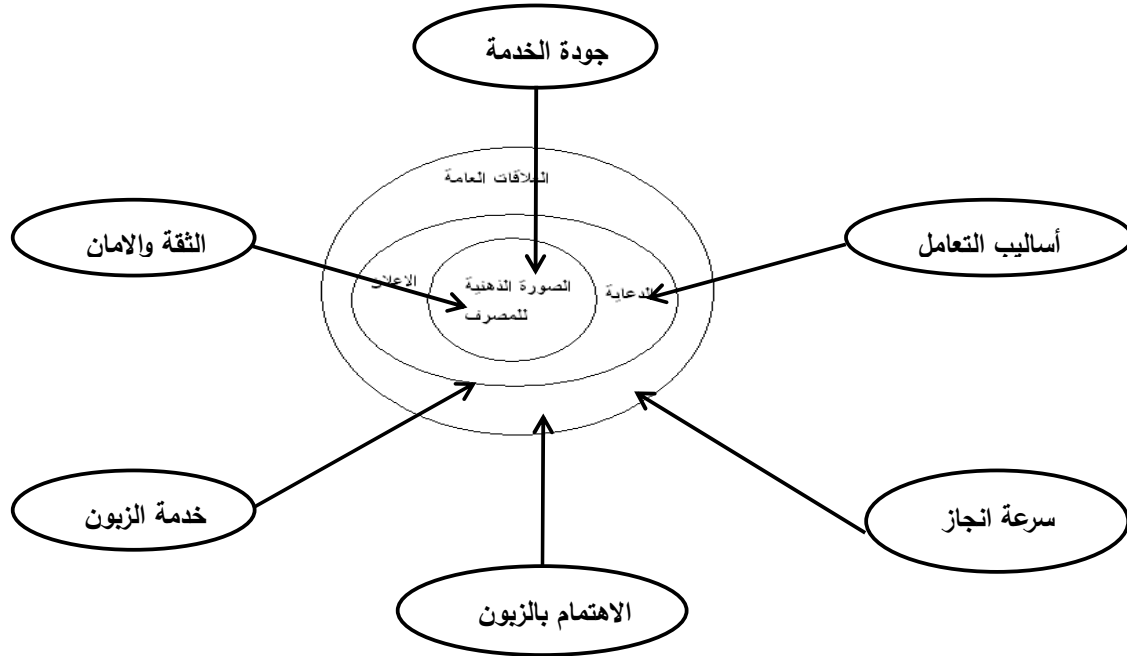 جودة الخدمة
العلاقات العامة
الثقة والامان
أساليب التعامل
الاعلان
الصورة الذهنية
للمصرف
الدعاية
خدمة الزبون
سرعة انجاز
الاهتمام بالزبون